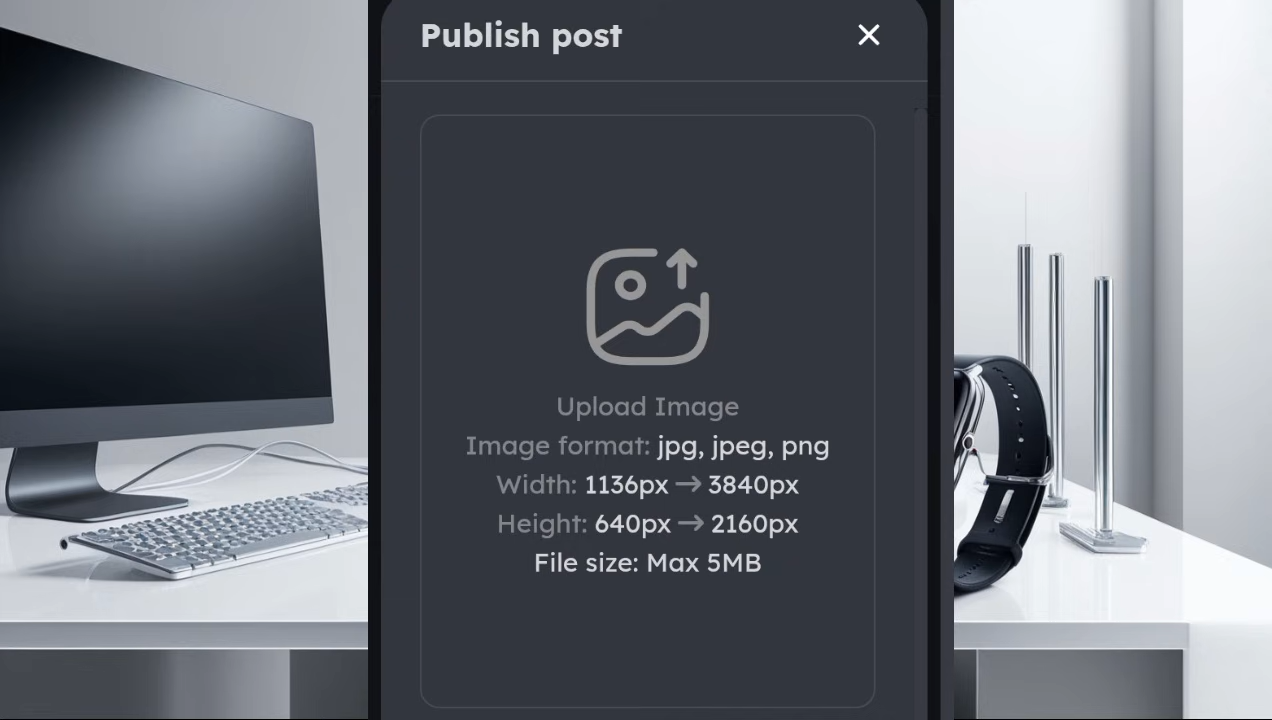 Publish post
Upload Image
Image format: jpg, jpeg, png
Width: 1136px → 3840px
Height: 640px → 2160px
File size: Max 5MB